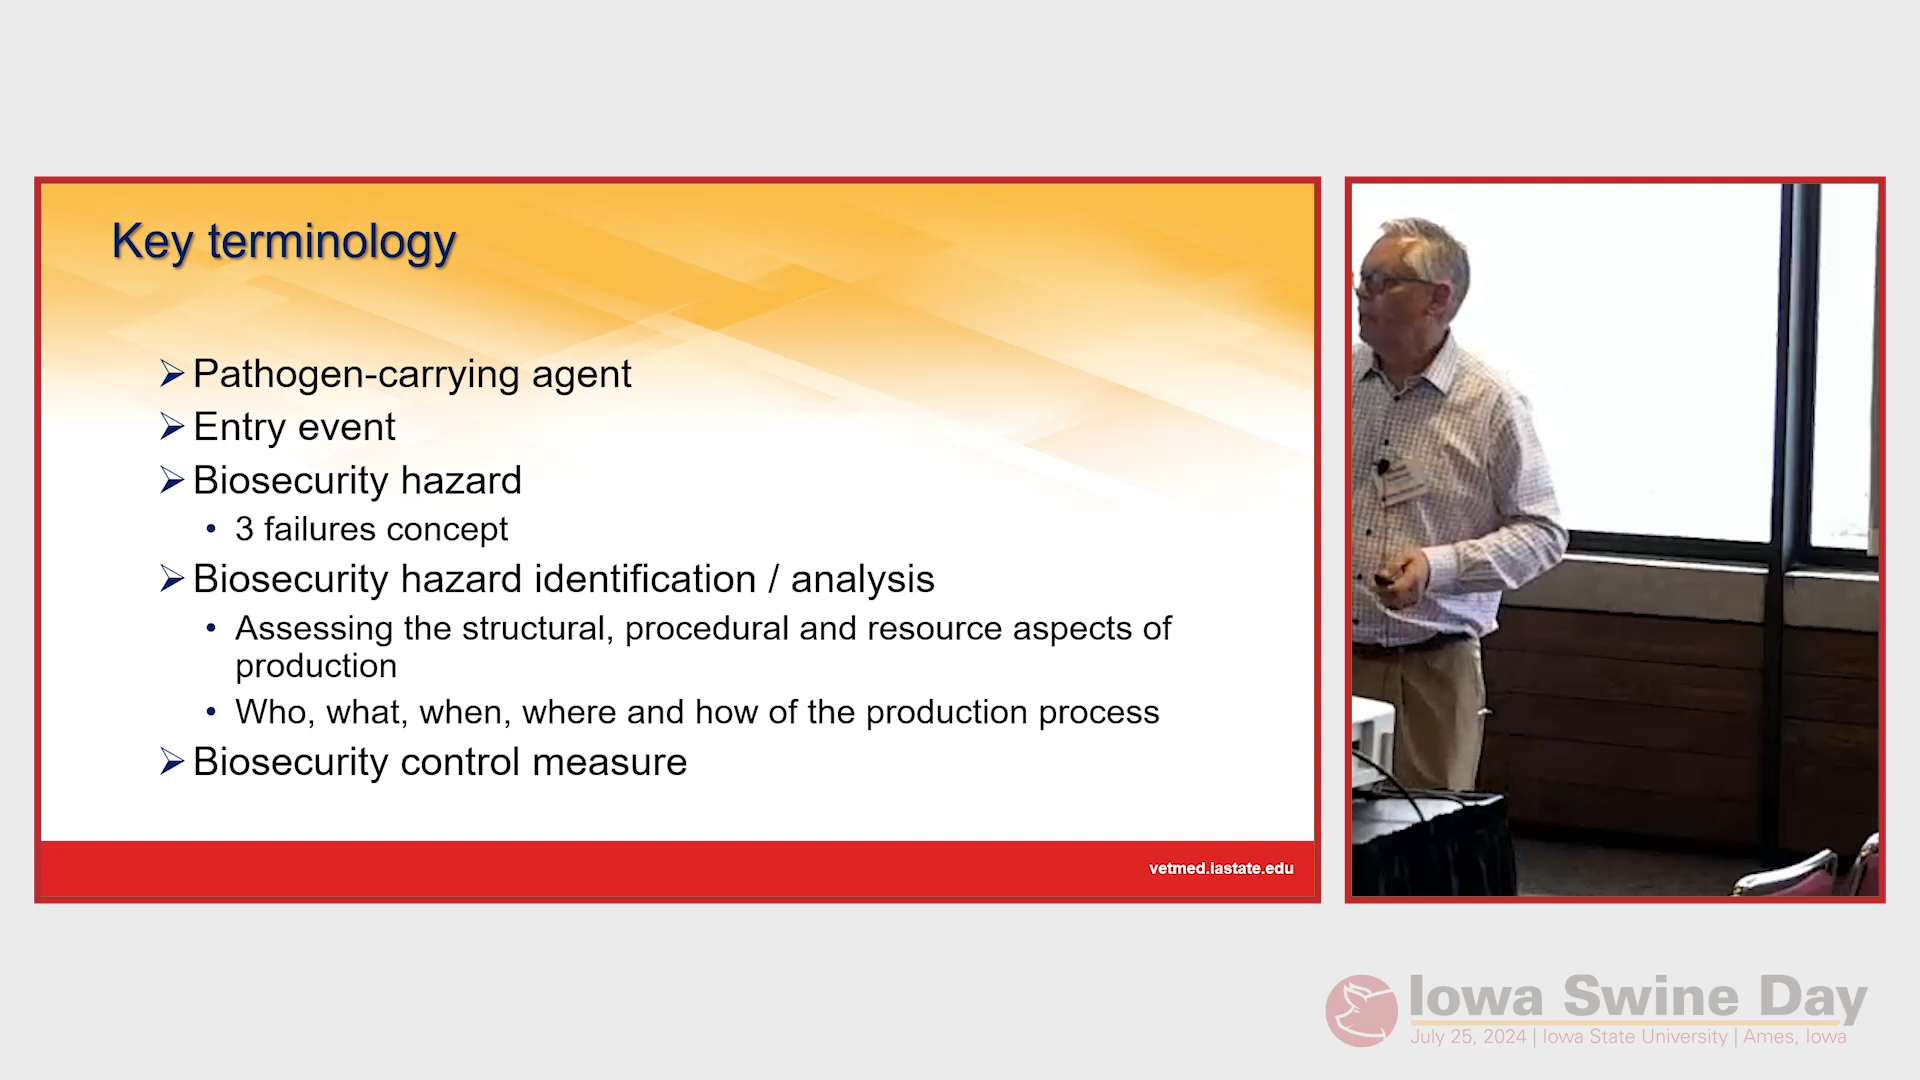 Key terminology
Pathogen-carrying agent
Entry event
Biosecurity hazard
3 failures concept
Biosecurity hazard identification / analysis
Assessing the structural, procedural and resource aspects of
production
Who, what, when, where and how of the production process
Biosecurity control measure
vetmed.iastate.edu
Iowa Swine Day
July 25, 2024 | Iowa State University | Ames, Iowa